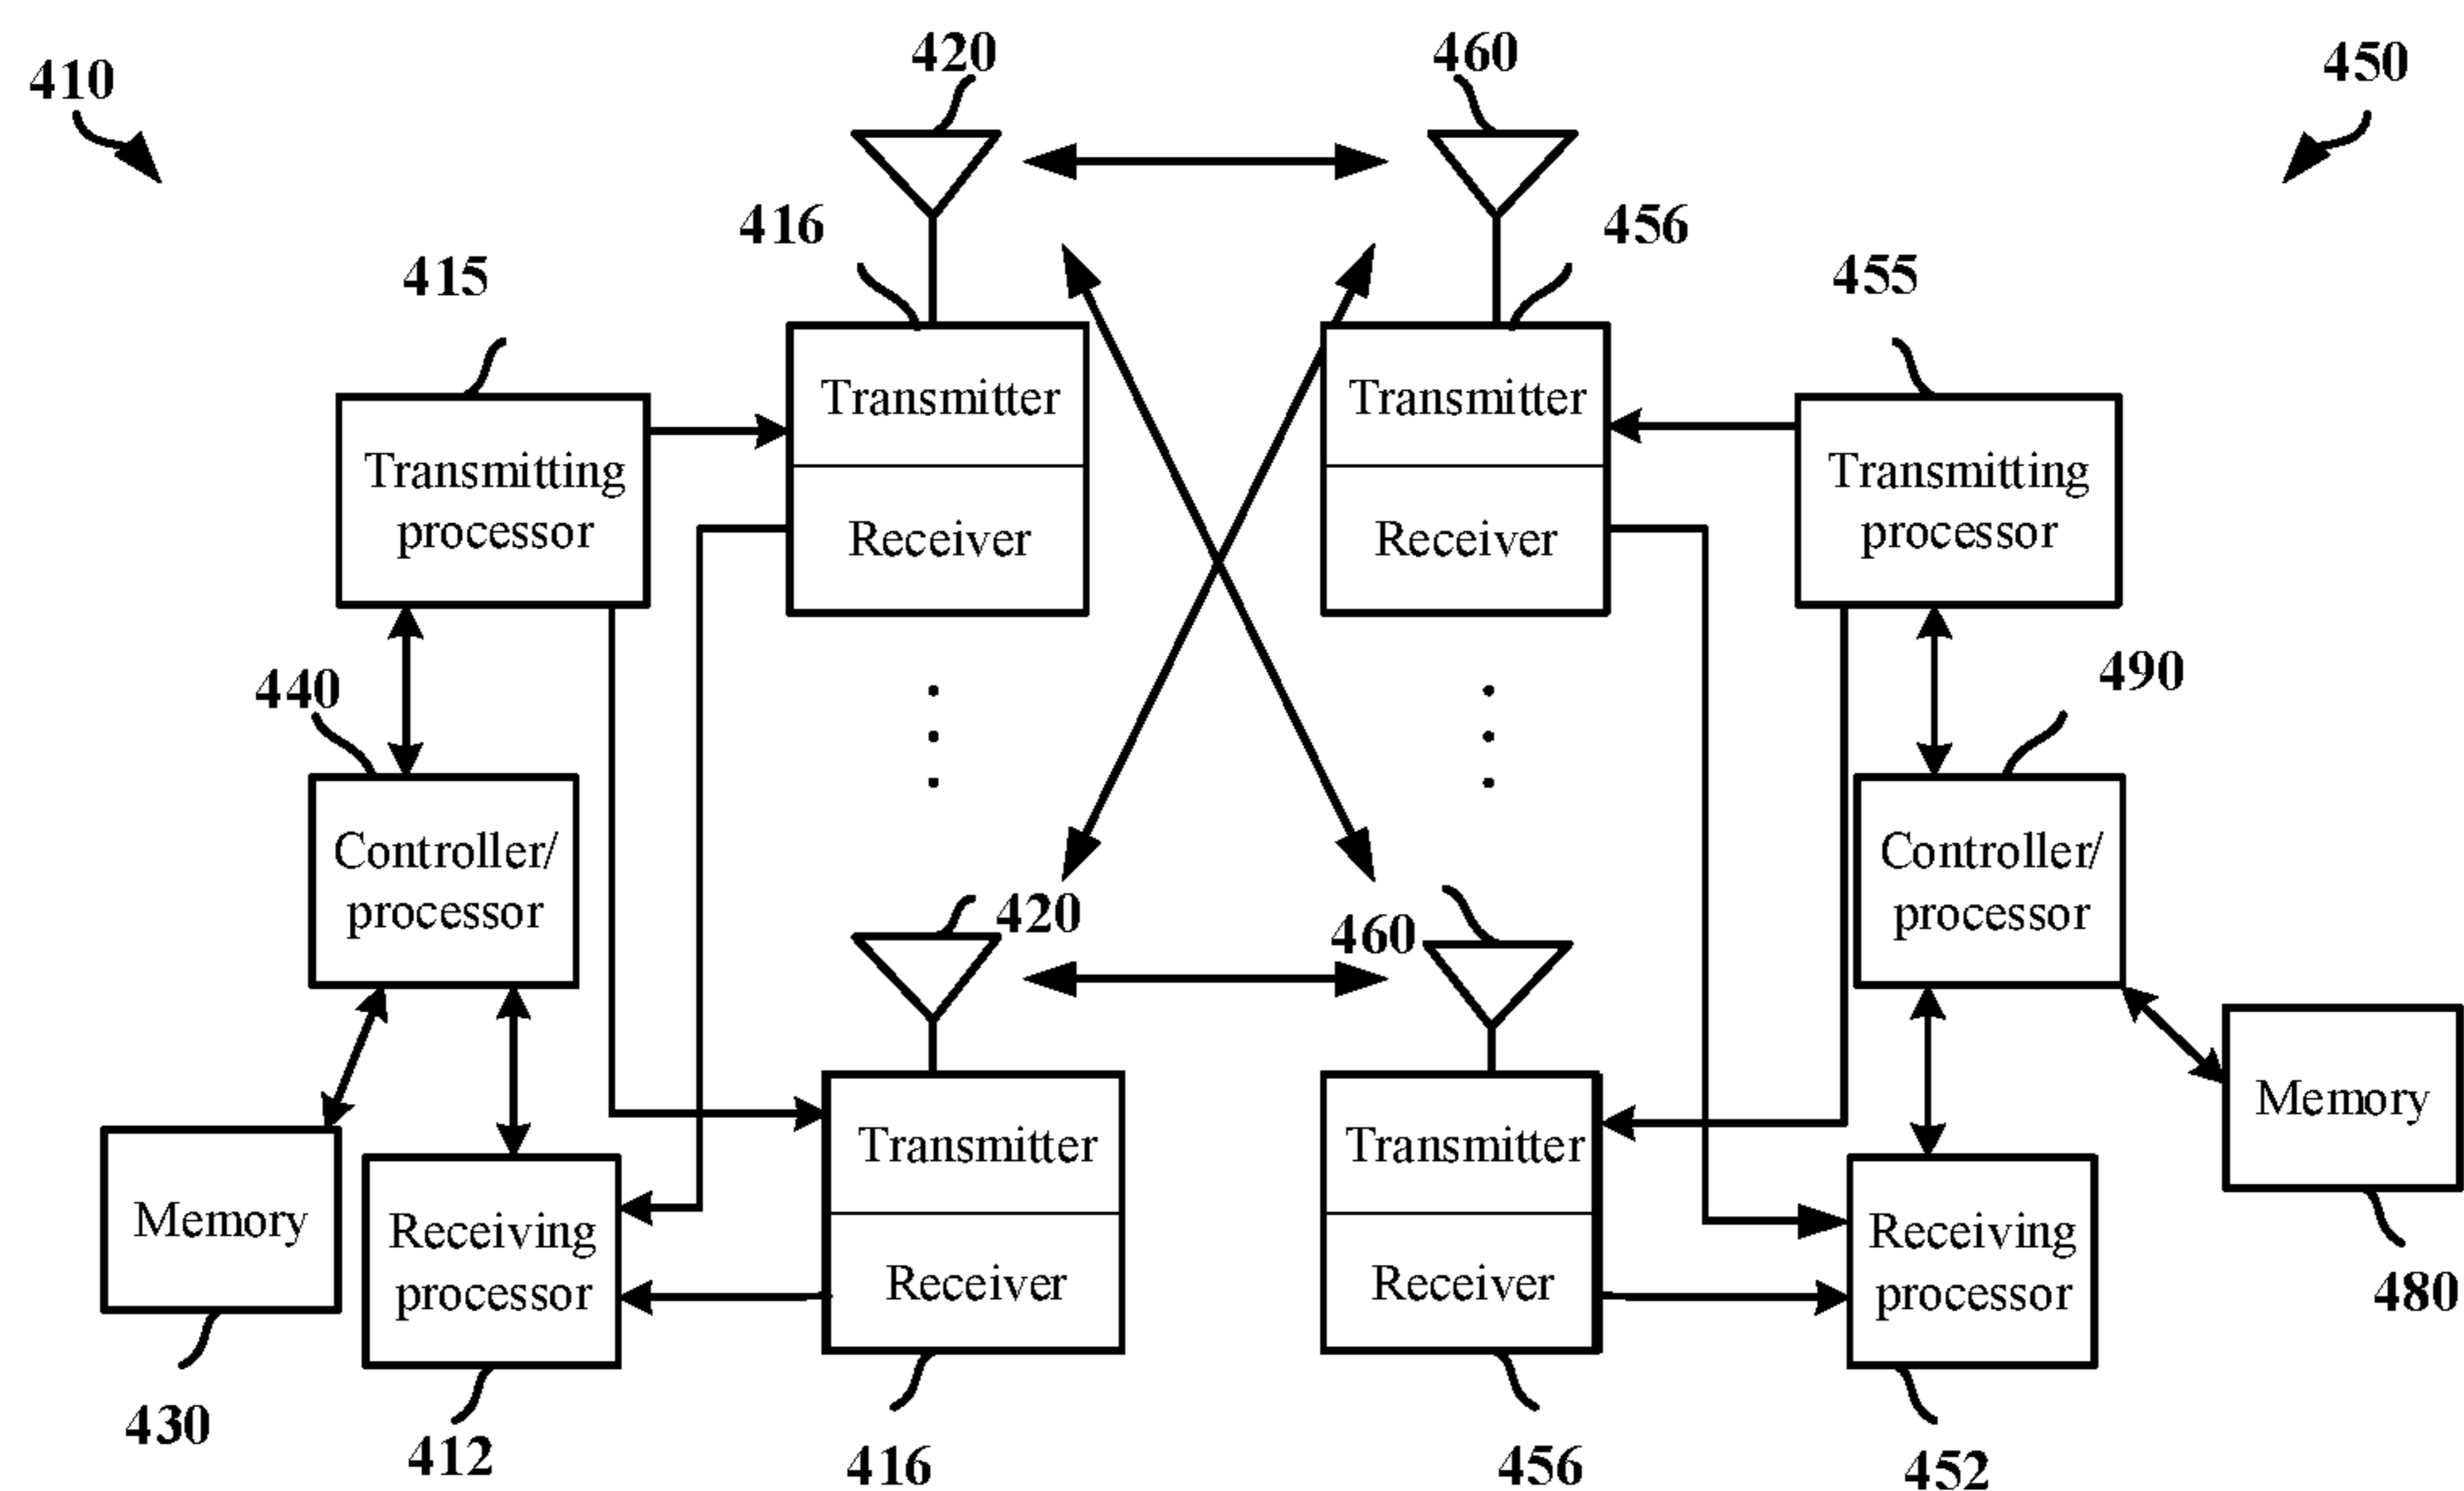 420
460
450
410
416
456
415
455
Transmitter
Receiver
Transmitter
Receiver
Transmitting
processor
Transmitting
processor
440
490
Controller/
processor
Controller/
processor
420
460
Memory
Receiving
processor
Transmitter
Receiver
Transmitter
Receiver
Receiving
processor
Memory
480
430
412
416
456
452